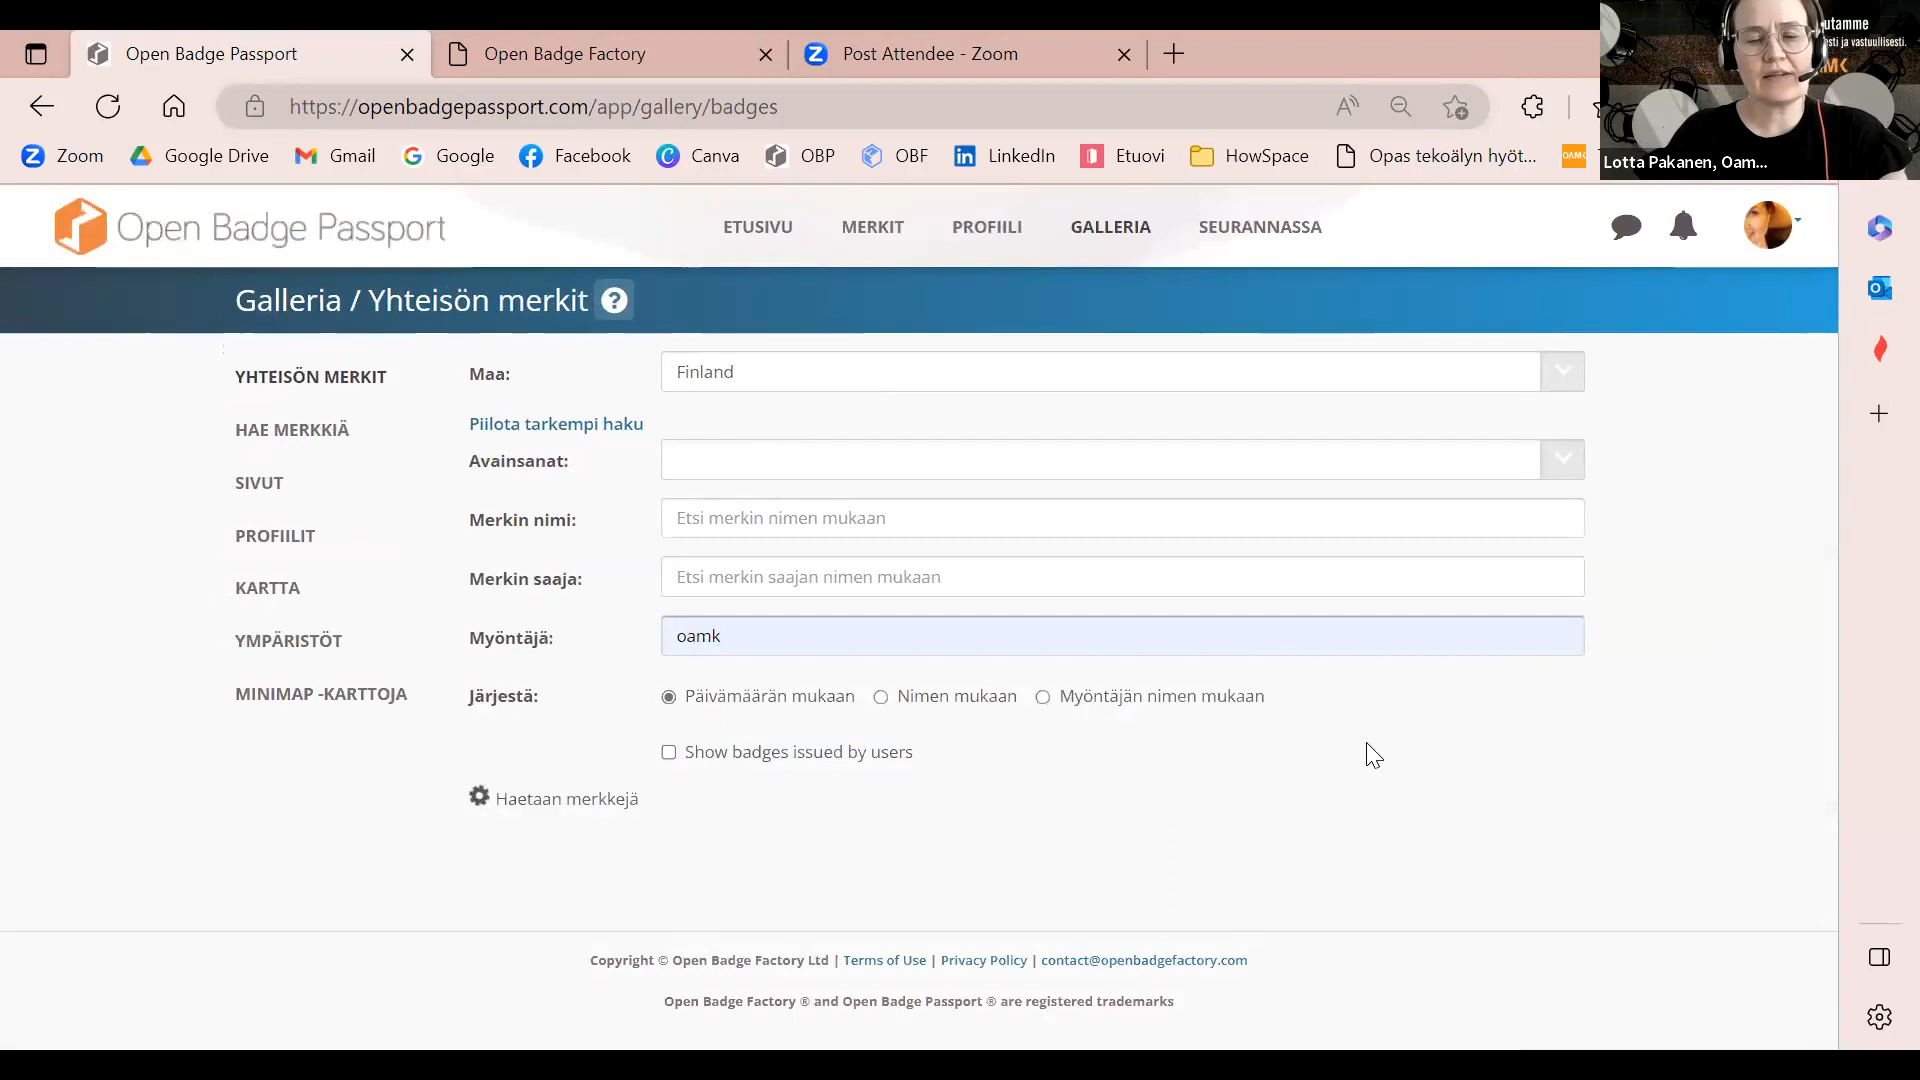 Open Badge Passport
Open Badge Factory
Post Attendee - Zoom
https://openbadgepassport.com/app/gallery/badges
Zoom
Google Drive
Gmail
Google
Facebook
Canva
OBP
OBF
LinkedIn
Etuovi
HowSpace
Opas tekoälyn hyöt...
OAMK
utamme
sti ja vastuullisesti.
Lotta Pakanen, Oam...
Open Badge Passport
ETUSIVU
MERKIT
PROFIILI
GALLERIA
SEURANNASSA
Galleria / Yhteisön merkit
YHTEISÖN MERKIT
HAE MERKKIÄ
SIVUT
PROFIILIT
KARTTA
YMPÄRISTÖT
MINIMAP -KARTTOJA
Maa:
Finland
Piilota tarkempi haku
Avainsanat:
Merkin nimi:
Etsi merkin nimen mukaan
Merkin saaja:
Etsi merkin saajan nimen mukaan
Myöntäjä:
oamk
Järjestä:
Päivämäärän mukaan
Nimen mukaan
Myöntäjän nimen mukaan
Show badges issued by users
Haetaan merkkejä
Copyright © Open Badge Factory Ltd | Terms of Use | Privacy Policy | contact@openbadgefactory.com
Open Badge Factory ® and Open Badge Passport ® are registered trademarks